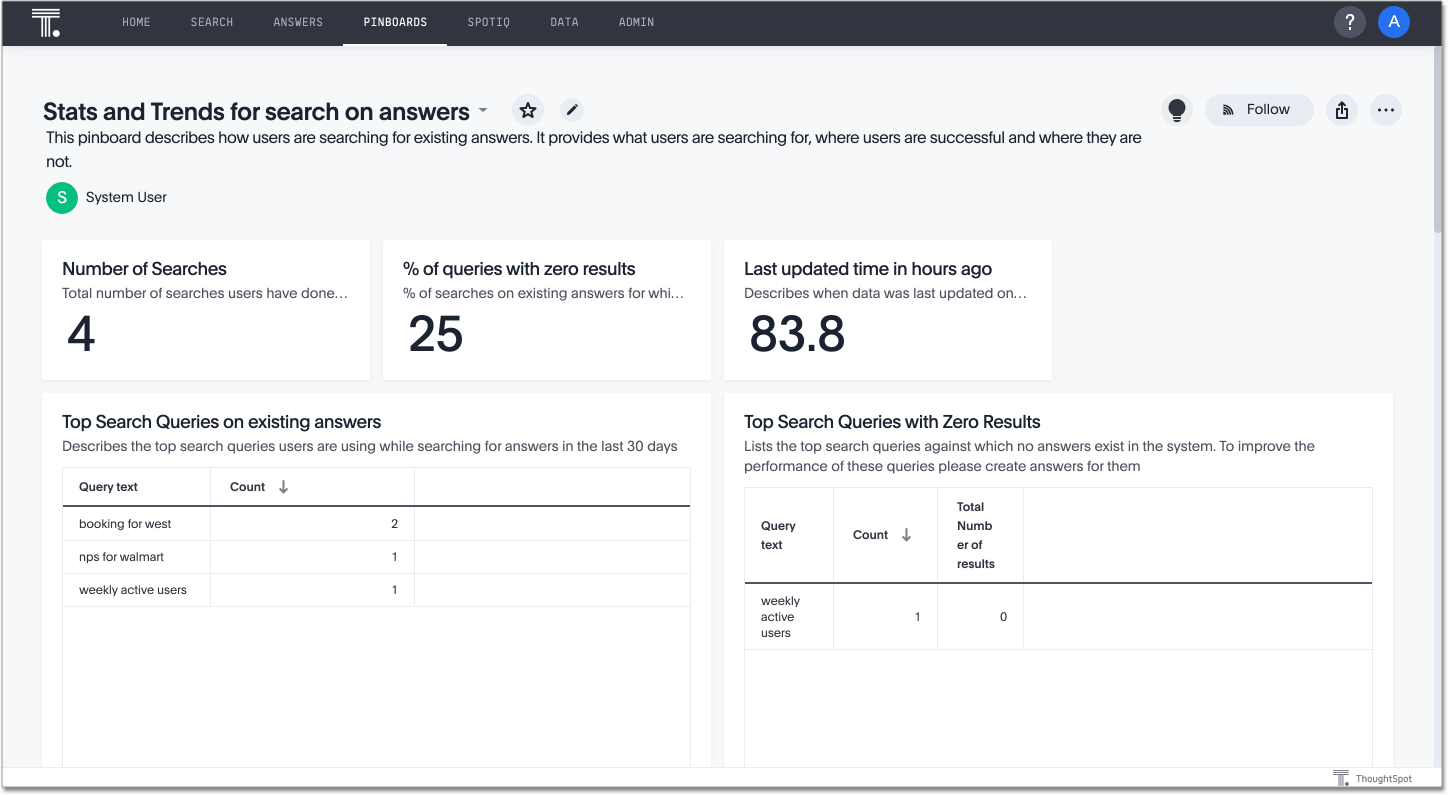 HOME SEARCH ANSWERS PINBOARDS SPOTIQ DATA ADMIN ? A
Stats and Trends for search on answers
Follow
This pinboard describes how users are searching for existing answers. It provides what users are searching for, where users are successful and where they are
not.
S System User
Number of Searches
Total number of searches users have done…
4
% of queries with zero results
% of searches on existing answers for whi…
25
Last updated time in hours ago
Describes when data was last updated on…
83.8
Top Search Queries on existing answers
Describes the top search queries users are using while searching for answers in the last 30 days
Query text Count
booking for west 2
nps for walmart 1
weekly active users 1
Top Search Queries with Zero Results
Lists the top search queries against which no answers exist in the system. To improve the
performance of these queries please create answers for them
Query
text
Count
Total
Numb
er of
results
weekly
active
users
1
0
ThoughtSpot